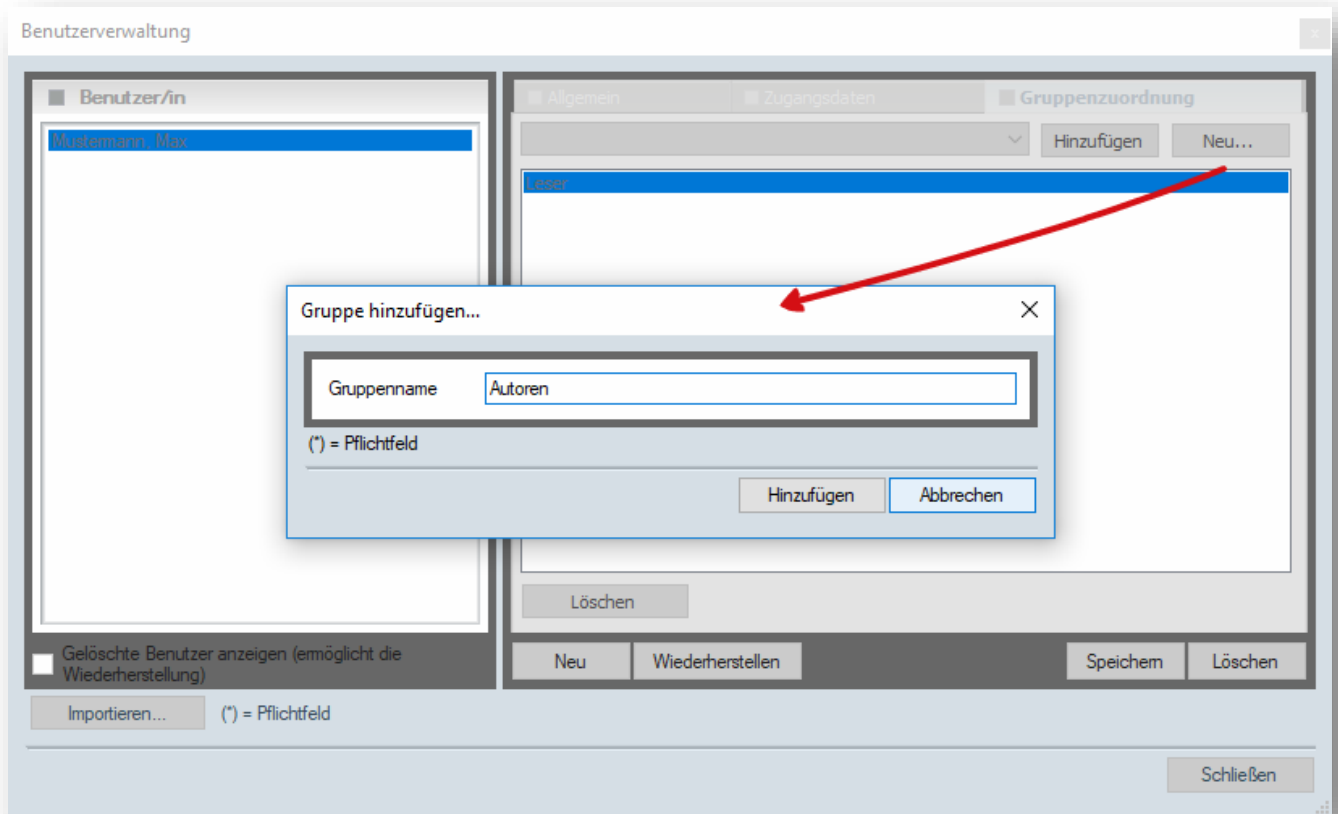 Benutzerverwaltung
x
Benutzer/in
Allgemein
Zugangsdaten
Gruppenzuordnung
Mustermann, Max
Hinzufügen
Neu...
Leser
Gruppe hinzufügen...
Gruppenname
Autoren
(*) = Pflichtfeld
Hinzufügen
Abbrechen
Löschen
Gelöschte Benutzer anzeigen (ermöglicht die
Wiederherstellung)
Neu
Wiederherstellen
Speichern
Löschen
Importieren...
(*) = Pflichtfeld
Schließen